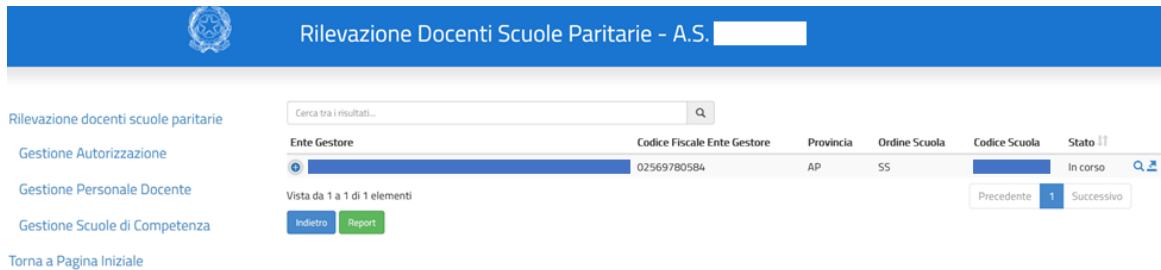 Rilevazione Docenti Scuole Paritarie - A.S.
Rilevazione docenti scuole paritarie
Gestione Autorizzazione
Gestione Personale Docente
Gestione Scuole di Competenza
Torna a Pagina Iniziale
Cerca tra i risultati...
Ente Gestore Codice Fiscale Ente Gestore Provincia Ordine Scuola Codice Scuola Stato
02569780584 AP SS In corso
Vista da 1 a 1 di 1 elementi
Precedente 1 Successivo
Indietro Report